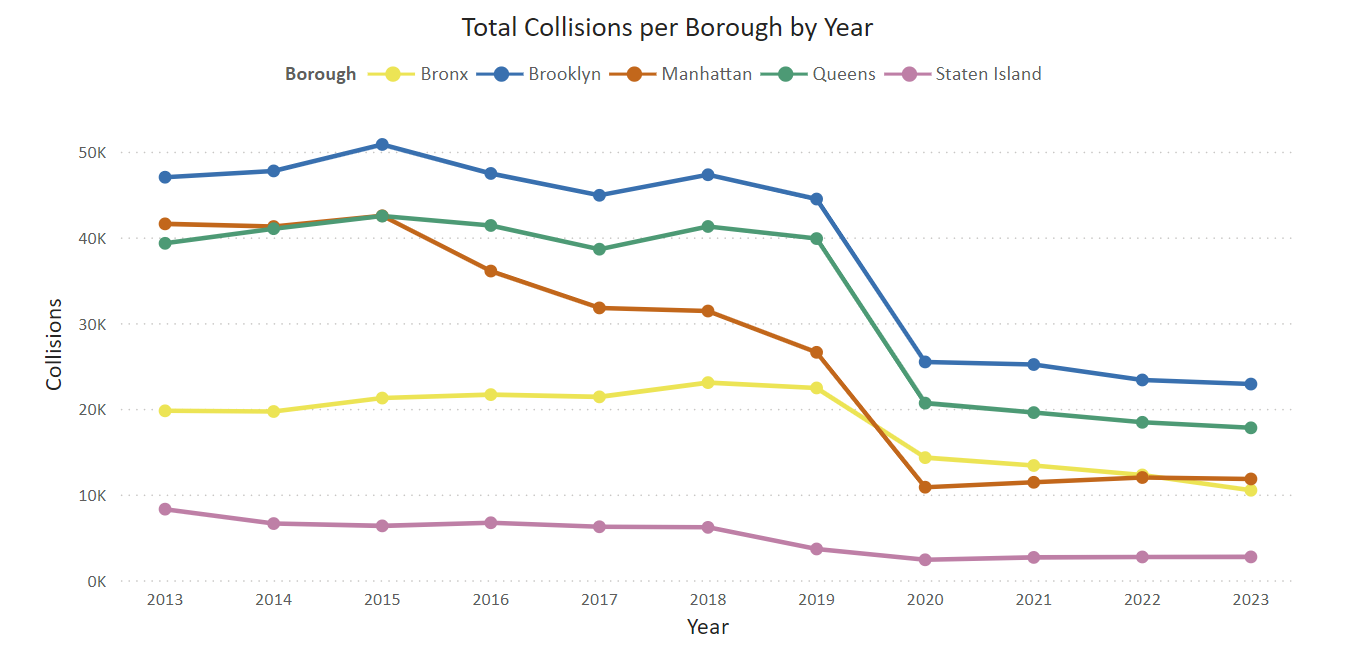 Total Collisions per Borough by Year
Borough Bronx Brooklyn Manhattan Queens Staten Island
50K
40K
30K
20K
10K
0K
Collisions
2013 2014 2015 2016 2017 2018 2019 2020 2021 2022 2023
Year